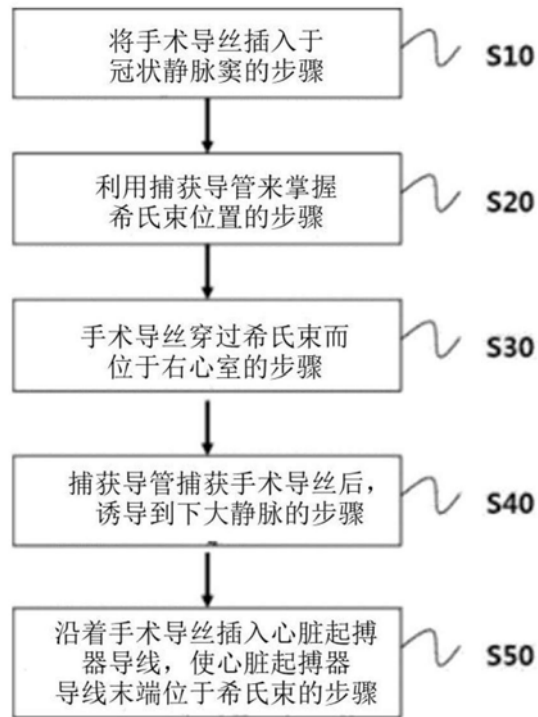 将手术导丝插入于
冠状静脉窦的步骤
S10
利用捕获导管来掌握
希氏束位置的步骤
S20
手术导丝穿过希氏束而
位于右心室的步骤
S30
捕获导管捕获手术导丝后，
诱导到下大静脉的步骤
S40
沿着手术导丝插入心脏起搏
器导线，使心脏起搏器
导线末端位于希氏束的步骤
S50